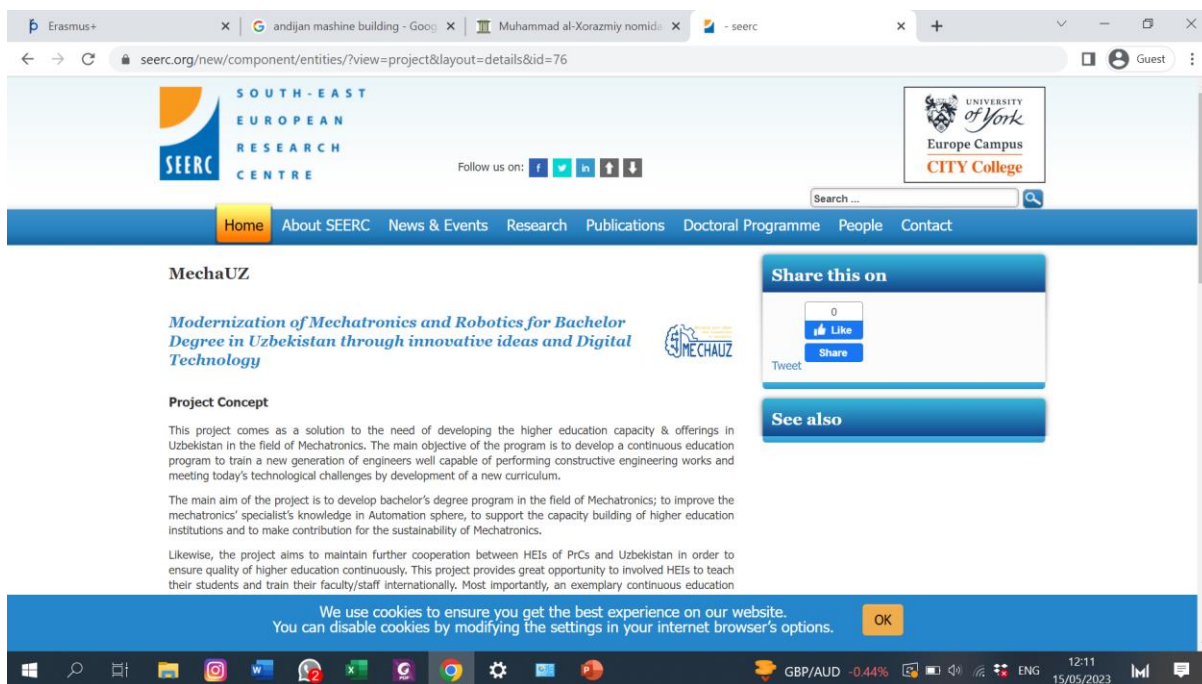 Erasmus+
andijan mashine building - Goog
Muhammad al-Xorazmiy nomida
- seerc
seerc.org/new/component/entities/?view=project&layout=details&id=76
Guest
SOUTH-EAST
EUROPEAN
RESEARCH
CENTRE
SEERC
Follow us on:
UNIVERSITY
of York
Europe Campus
CITY College
Search ...
Home About SEERC News & Events Research Publications Doctoral Programme People Contact
MechaUZ
Modernization of Mechatronics and Robotics for Bachelor
Degree in Uzbekistan through innovative ideas and Digital
Technology
MECHAUZ
Project Concept
This project comes as a solution to the need of developing the higher education capacity & offerings in
Uzbekistan in the field of Mechatronics. The main objective of the program is to develop a continuous education
program to train a new generation of engineers well capable of performing constructive engineering works and
meeting today's technological challenges by development of a new curriculum.
The main aim of the project is to develop bachelor's degree program in the field of Mechatronics; to improve the
mechatronics' specialist's knowledge in Automation sphere, to support the capacity building of higher education
institutions and to make contribution for the sustainability of Mechatronics.
Likewise, the project aims to maintain further cooperation between HEIs of PrCs and Uzbekistan in order to
ensure quality of higher education continuously. This project provides great opportunity to involved HEIs to teach
their students and train their faculty/staff internationally. Most importantly, an exemplary continuous education
Share this on
0
Like
Share
Tweet
See also
We use cookies to ensure you get the best experience on our website.
You can disable cookies by modifying the settings in your internet browser's options.
OK
GBP/AUD -0.44%
ENG
12:11
15/05/2023